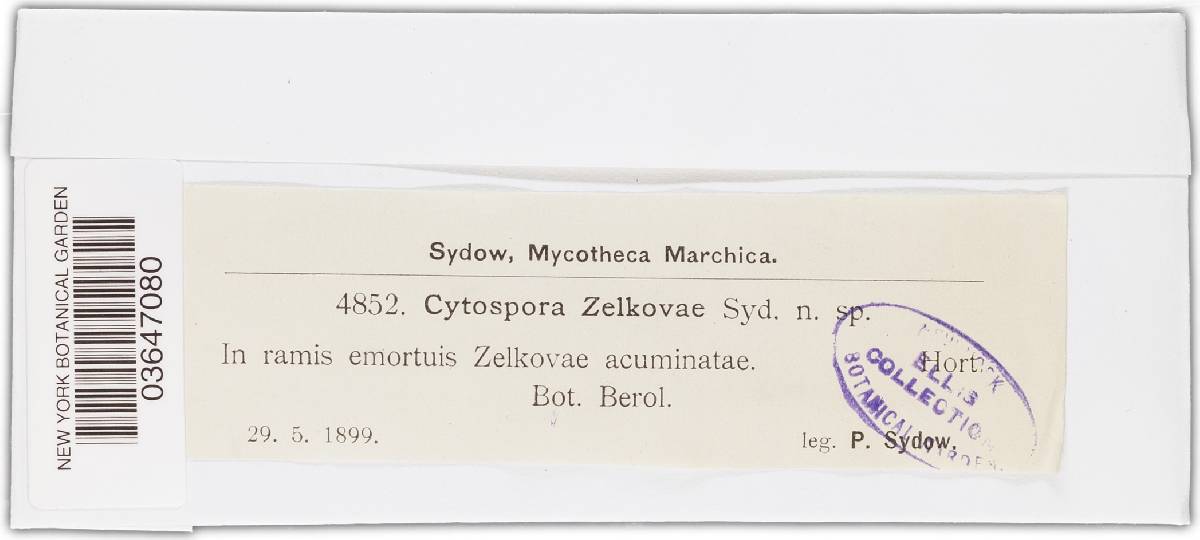 NEW YORK BOTANICAL GARDEN
03647080
Sydow, Mycotheca Marchica.
4852. Cytospora Zelkovae Syd. n. sp.
In ramis emortuis Zelkovae acuminatae. Hort.
Bot. Berol.
29. 5. 1899.
leg. P. Sydow.
ELLIS
COLLECTION
BOTANICAL